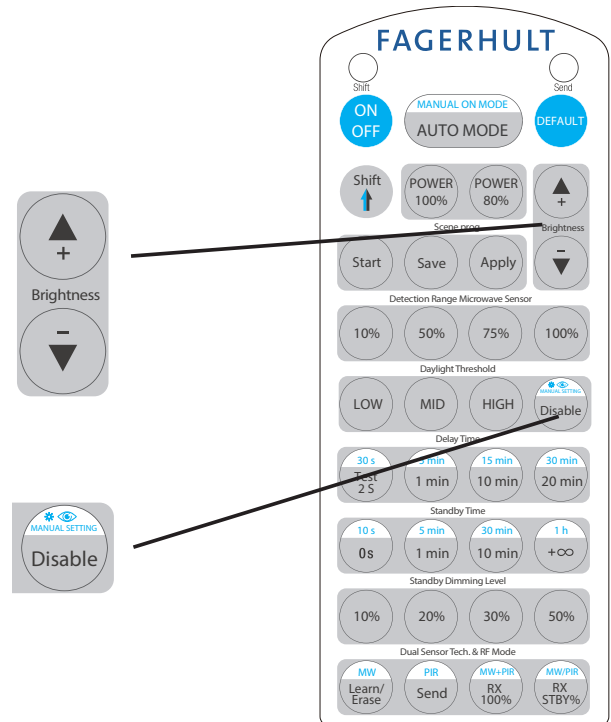 FAGERHULT
Shift
Send
ON
OFF
MANUAL ON MODE
AUTO MODE
DEFAULT
Shift
POWER
100%
POWER
80%
+
Scene prog.
Brightness
Start
Save
Apply
–
Detection Range Microwave Sensor
10%
50%
75%
100%
Daylight Threshold
LOW
MID
HIGH
MANUAL SETTING
Disable
Delay Time
30 s
Test
2 S
5 min
1 min
15 min
10 min
30 min
20 min
Standby Time
10 s
0s
5 min
1 min
30 min
10 min
1 h
+∞
Standby Dimming Level
10%
20%
30%
50%
Dual Sensor Tech. & RF Mode
MW
Learn/
Erase
PIR
Send
MW+PIR
RX
100%
MW/PIR
RX
STBY%
+
Brightness
–
MANUAL SETTING
Disable